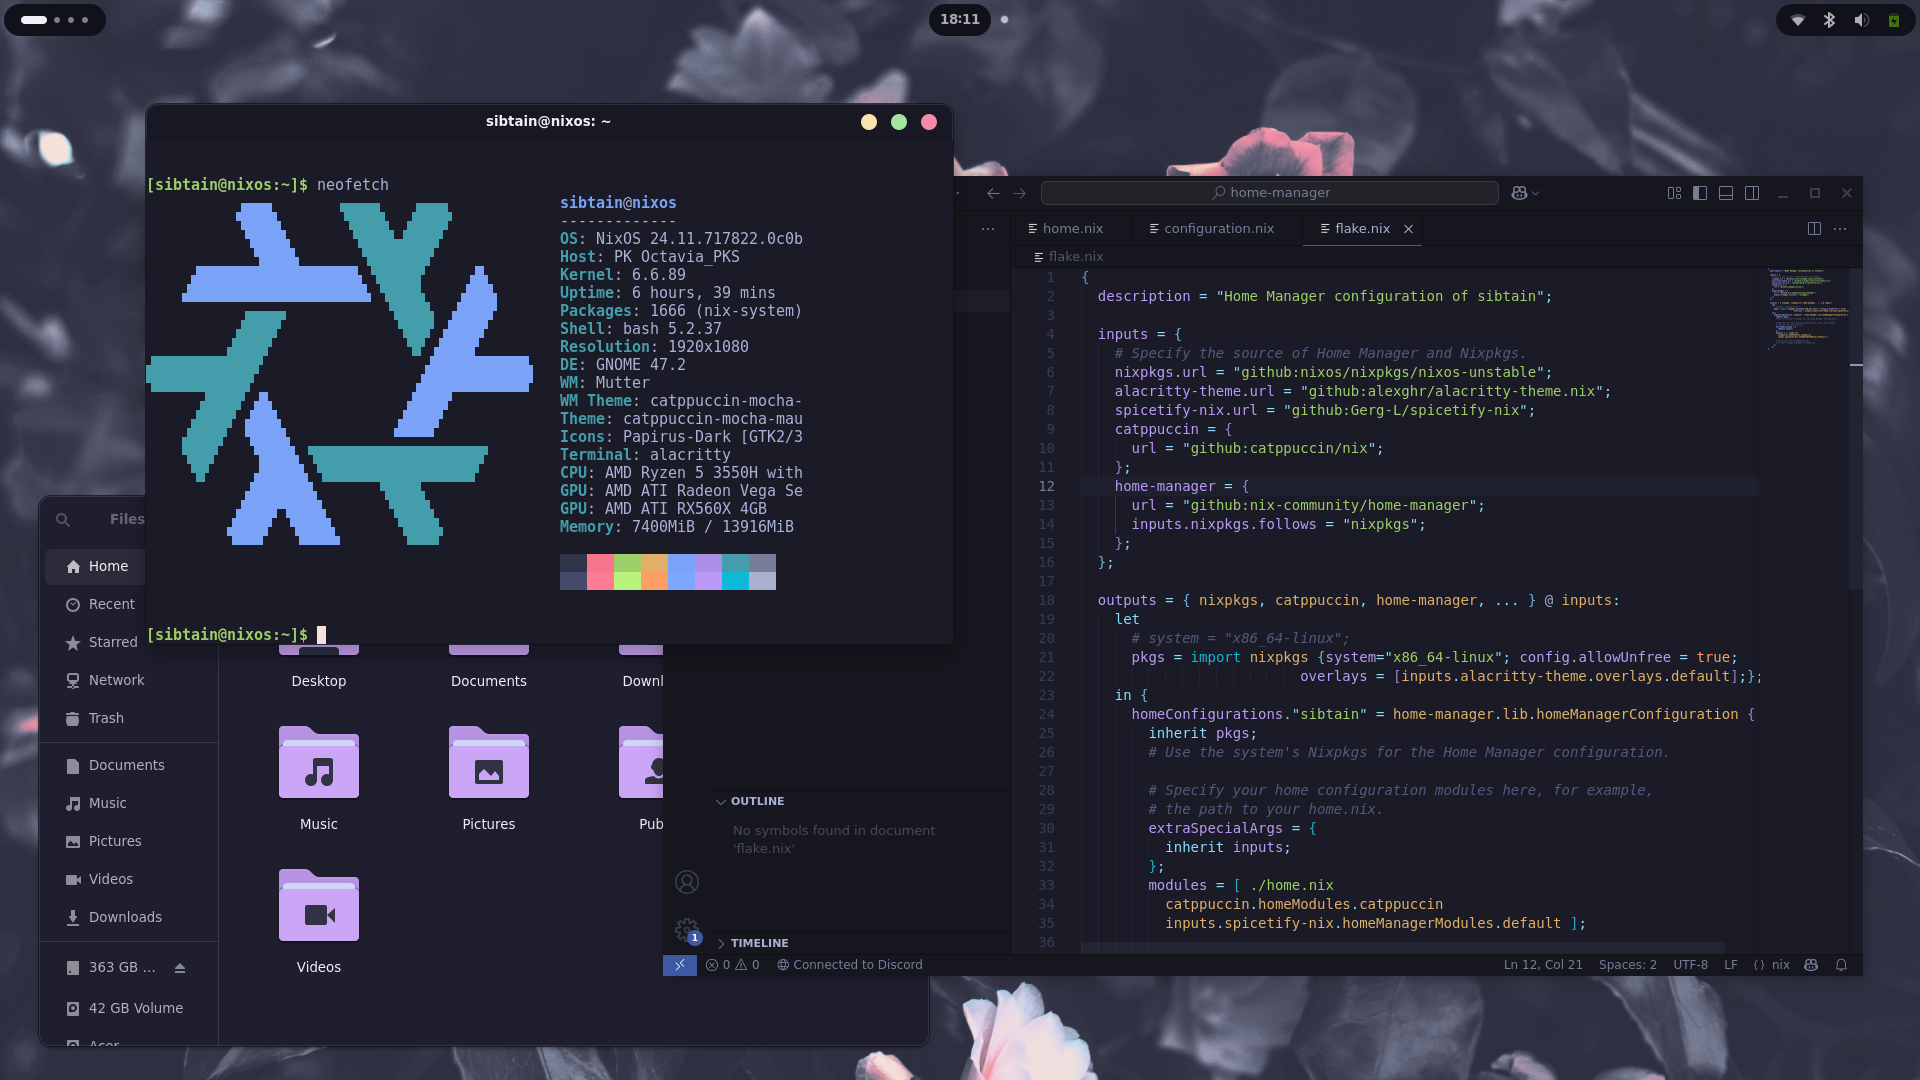 18:11
sibtain@nixos: ~
[sibtain@nixos:~]$ neofetch
sibtain@nixos
-------------
OS: NixOS 24.11.717822.0c0b
Host: PK Octavia_PKS
Kernel: 6.6.89
Uptime: 6 hours, 39 mins
Packages: 1666 (nix-system)
Shell: bash 5.2.37
Resolution: 1920x1080
DE: GNOME 47.2
WM: Mutter
WM Theme: catppuccin-mocha-
Theme: catppuccin-mocha-mau
Icons: Papirus-Dark [GTK2/3
Terminal: alacritty
CPU: AMD Ryzen 5 3550H with
GPU: AMD ATI Radeon Vega Se
GPU: AMD ATI RX560X 4GB
Memory: 7400MiB / 13916MiB
[sibtain@nixos:~]$
Files
Home
Recent
Starred
Network
Trash
Documents
Music
Pictures
Videos
Downloads
363 GB ...
42 GB Volume
Acer
Desktop
Documents
Downl
Music
Pictures
Pub
Videos
home-manager
home.nix
configuration.nix
flake.nix
flake.nix
1 {
2 description = "Home Manager configuration of sibtain";
3
4 inputs = {
5 # Specify the source of Home Manager and Nixpkgs.
6 nixpkgs.url = "github:nixos/nixpkgs/nixos-unstable";
7 alacritty-theme.url = "github:alexghr/alacritty-theme.nix";
8 spicetify-nix.url = "github:Gerg-L/spicetify-nix";
9 catppuccin = {
10 url = "github:catppuccin/nix";
11 };
12 home-manager = {
13 url = "github:nix-community/home-manager";
14 inputs.nixpkgs.follows = "nixpkgs";
15 };
16 };
17
18 outputs = { nixpkgs, catppuccin, home-manager, ... } @ inputs:
19 let
20 # system = "x86_64-linux";
21 pkgs = import nixpkgs {system="x86_64-linux"; config.allowUnfree = true;
22 overlays = [inputs.alacritty-theme.overlays.default];};
23 in {
24 homeConfigurations."sibtain" = home-manager.lib.homeManagerConfiguration {
25 inherit pkgs;
26 # Use the system's Nixpkgs for the Home Manager configuration.
27
28 # Specify your home configuration modules here, for example,
29 # the path to your home.nix.
30 extraSpecialArgs = {
31 inherit inputs;
32 };
33 modules = [ ./home.nix
34 catppuccin.homeModules.catppuccin
35 inputs.spicetify-nix.homeManagerModules.default ];
36
OUTLINE
No symbols found in document
'flake.nix'
1
TIMELINE
0 0 Connected to Discord
Ln 12, Col 21 Spaces: 2 UTF-8 LF {} nix